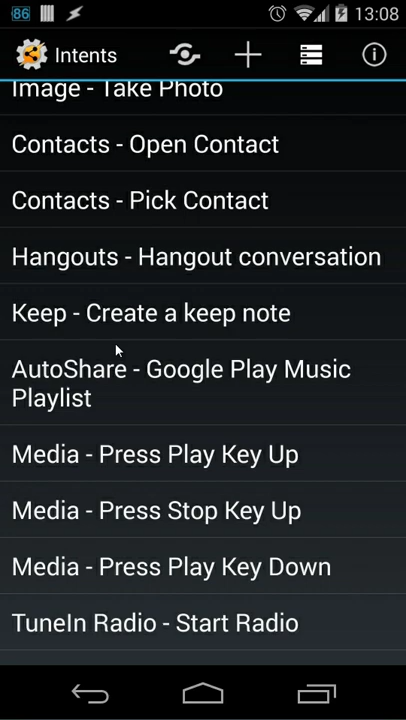 86
13:08
Intents
Image - Take Photo
Contacts - Open Contact
Contacts - Pick Contact
Hangouts - Hangout conversation
Keep - Create a keep note
AutoShare - Google Play Music
Playlist
Media - Press Play Key Up
Media - Press Stop Key Up
Media - Press Play Key Down
TuneIn Radio - Start Radio